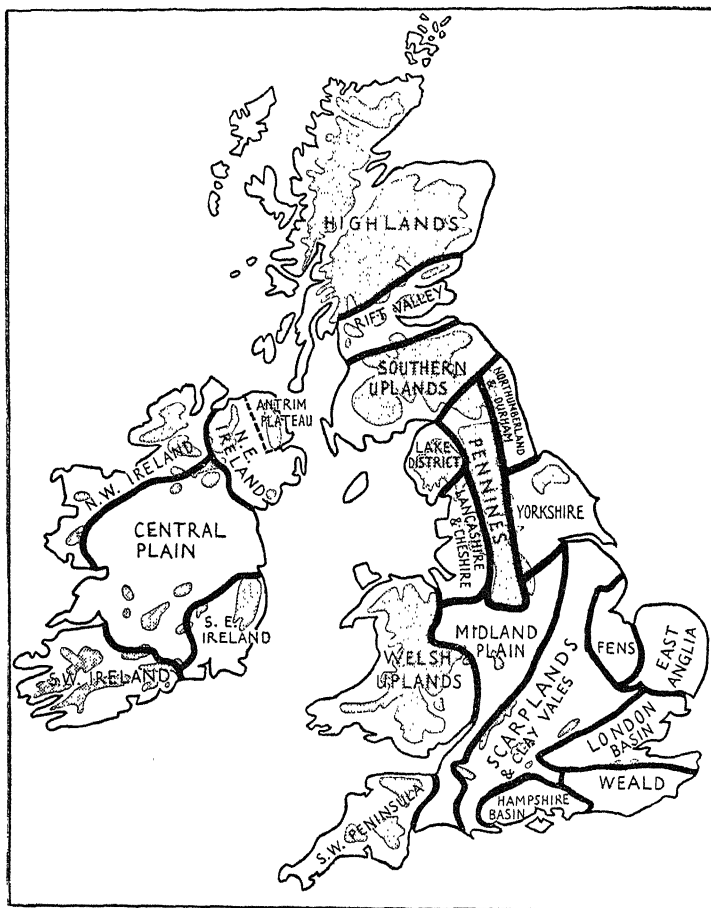 HIGHLANDS
RIFT VALLEY
SOUTHERN
UPLANDS
NORTHUMBERLAND
& DURHAM
ANTRIM
PLATEAU
N.E.
IRELAND
N.W. IRELAND
LAKE
DISTRICT
PENNINES
LANCASHIRE
& CHESHIRE
YORKSHIRE
CENTRAL
PLAIN
S.E.
IRELAND
S.W. IRELAND
WELSH
UPLANDS
MIDLAND
PLAIN
SCARPLANDS
& CLAY VALES
FENS
EAST
ANGLIA
LONDON
BASIN
WEALD
HAMPSHIRE
BASIN
S.W. PENINSULA